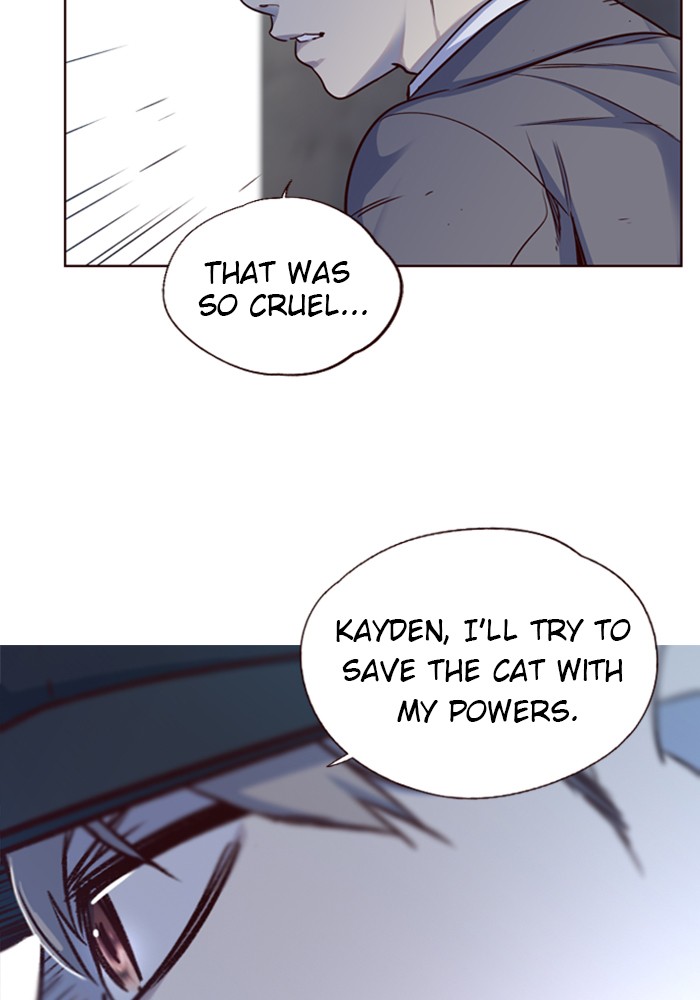 THAT WAS
SO CRUEL...
KAYDEN, I'LL TRY TO
SAVE THE CAT WITH
MY POWERS.